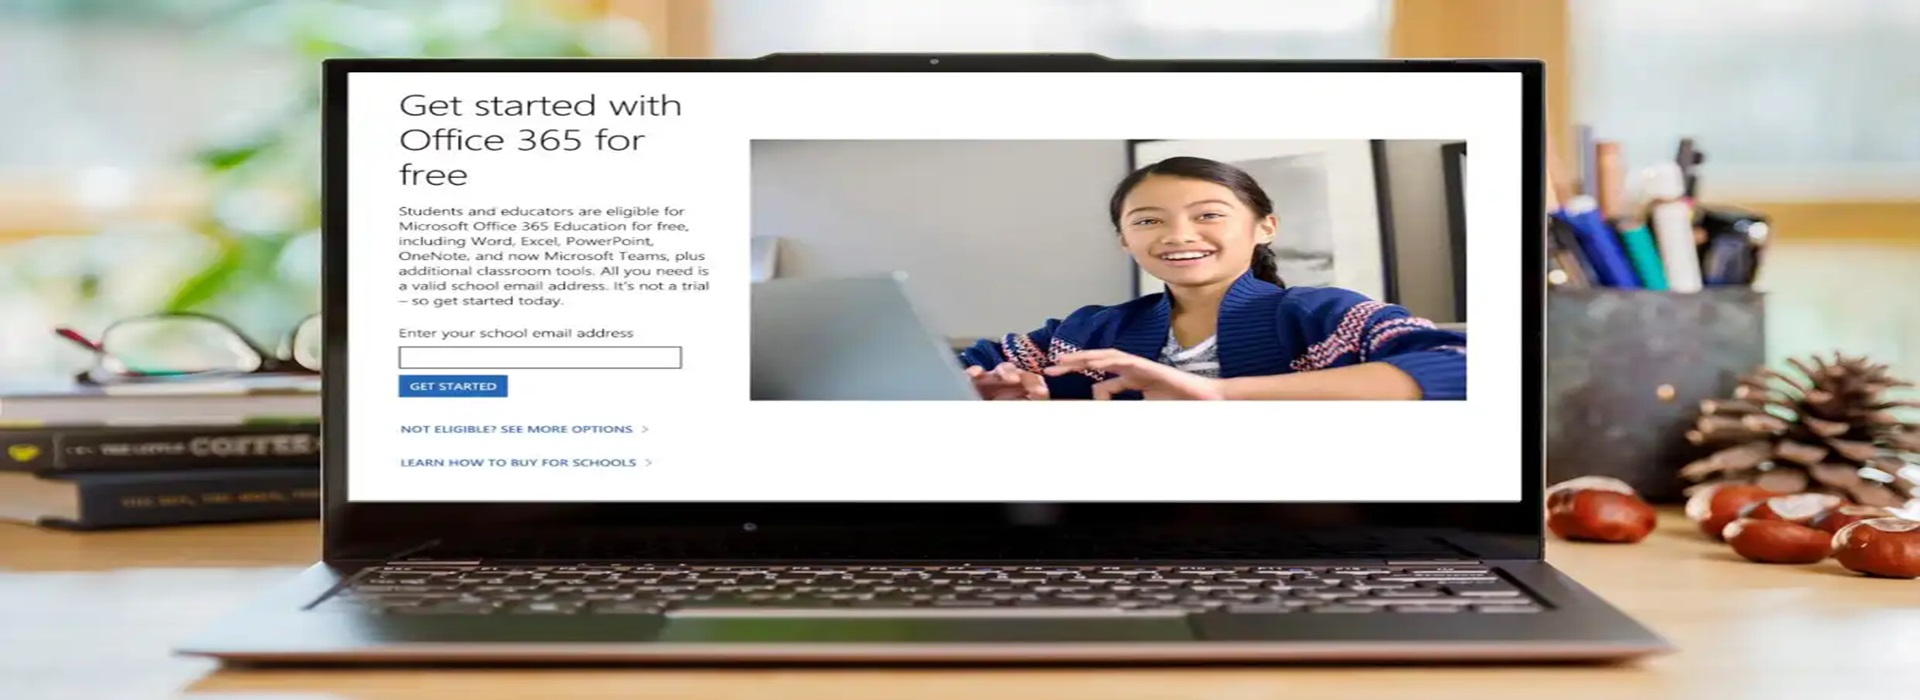 Get started with
Office 365 for
free
Students and educators are eligible for
Microsoft Office 365 Education for free,
including Word, Excel, PowerPoint,
OneNote, and now Microsoft Teams, plus
additional classroom tools. All you need is
a valid school email address. It's not a trial
– so get started today.
Enter your school email address
GET STARTED
NOT ELIGIBLE? SEE MORE OPTIONS >
LEARN HOW TO BUY FOR SCHOOLS >
COFFEE